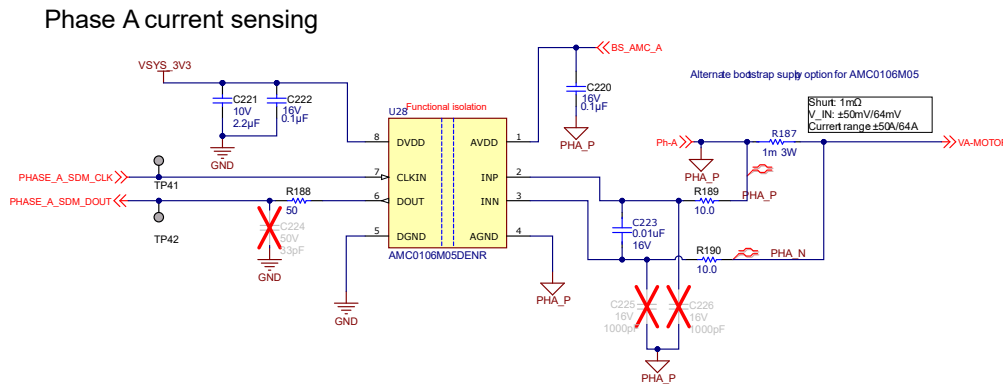 Phase A current sensing
VSYS_3V3
BS_AMC_A
Alternate bootstrap supply option for AMC0106M05
C221
10V
2.2µF
C222
16V
0.1µF
GND
U28
Functional isolation
C220
16V
0.1µF
PHA_P
Shunt: 1mΩ
V_IN: ±50mV/64mV
Current range ±50A/64A
8
DVDD
AVDD
1
7
CLKIN
INP
2
6
DOUT
INN
3
5
DGND
AGND
4
AMC0106M05DENR
PHASE_A_SDM_CLK
TP41
PHASE_A_SDM_DOUT
TP42
R188
50
C224
50V
33pF
GND
GND
PHA_P
Ph-A
PHA_P
R187
1m 3W
VA-MOTOR
R189
10.0
PHA_P
C223
0.01uF
16V
R190
10.0
PHA_N
C225
16V
1000pF
C226
16V
1000pF
PHA_P